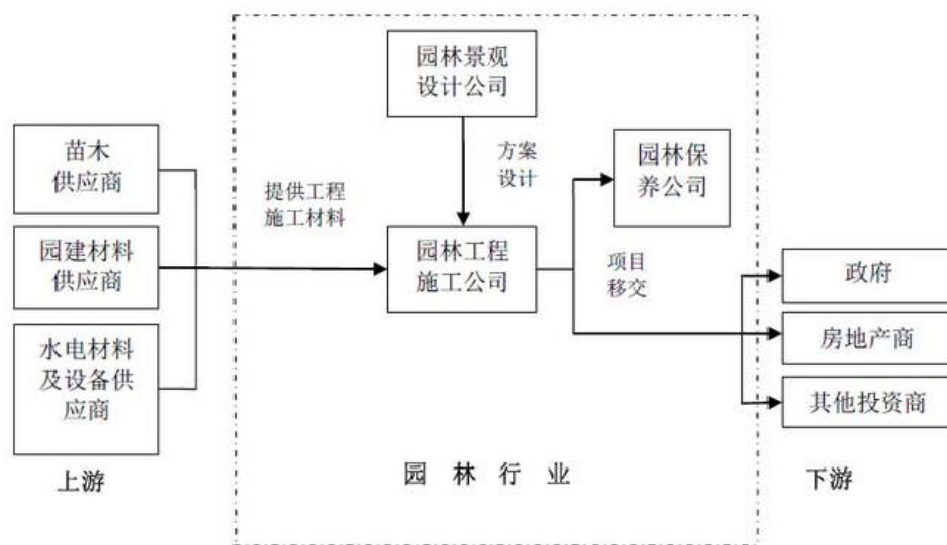 园林景观
设计公司
苗木
供应商
方案
设计
园林保
养公司
提供工程
施工材料
园建材料
供应商
园林工程
施工公司
项目
移交
政府
房地产商
水电材料
及设备供
应商
其他投资商
上游
园林行业
下游